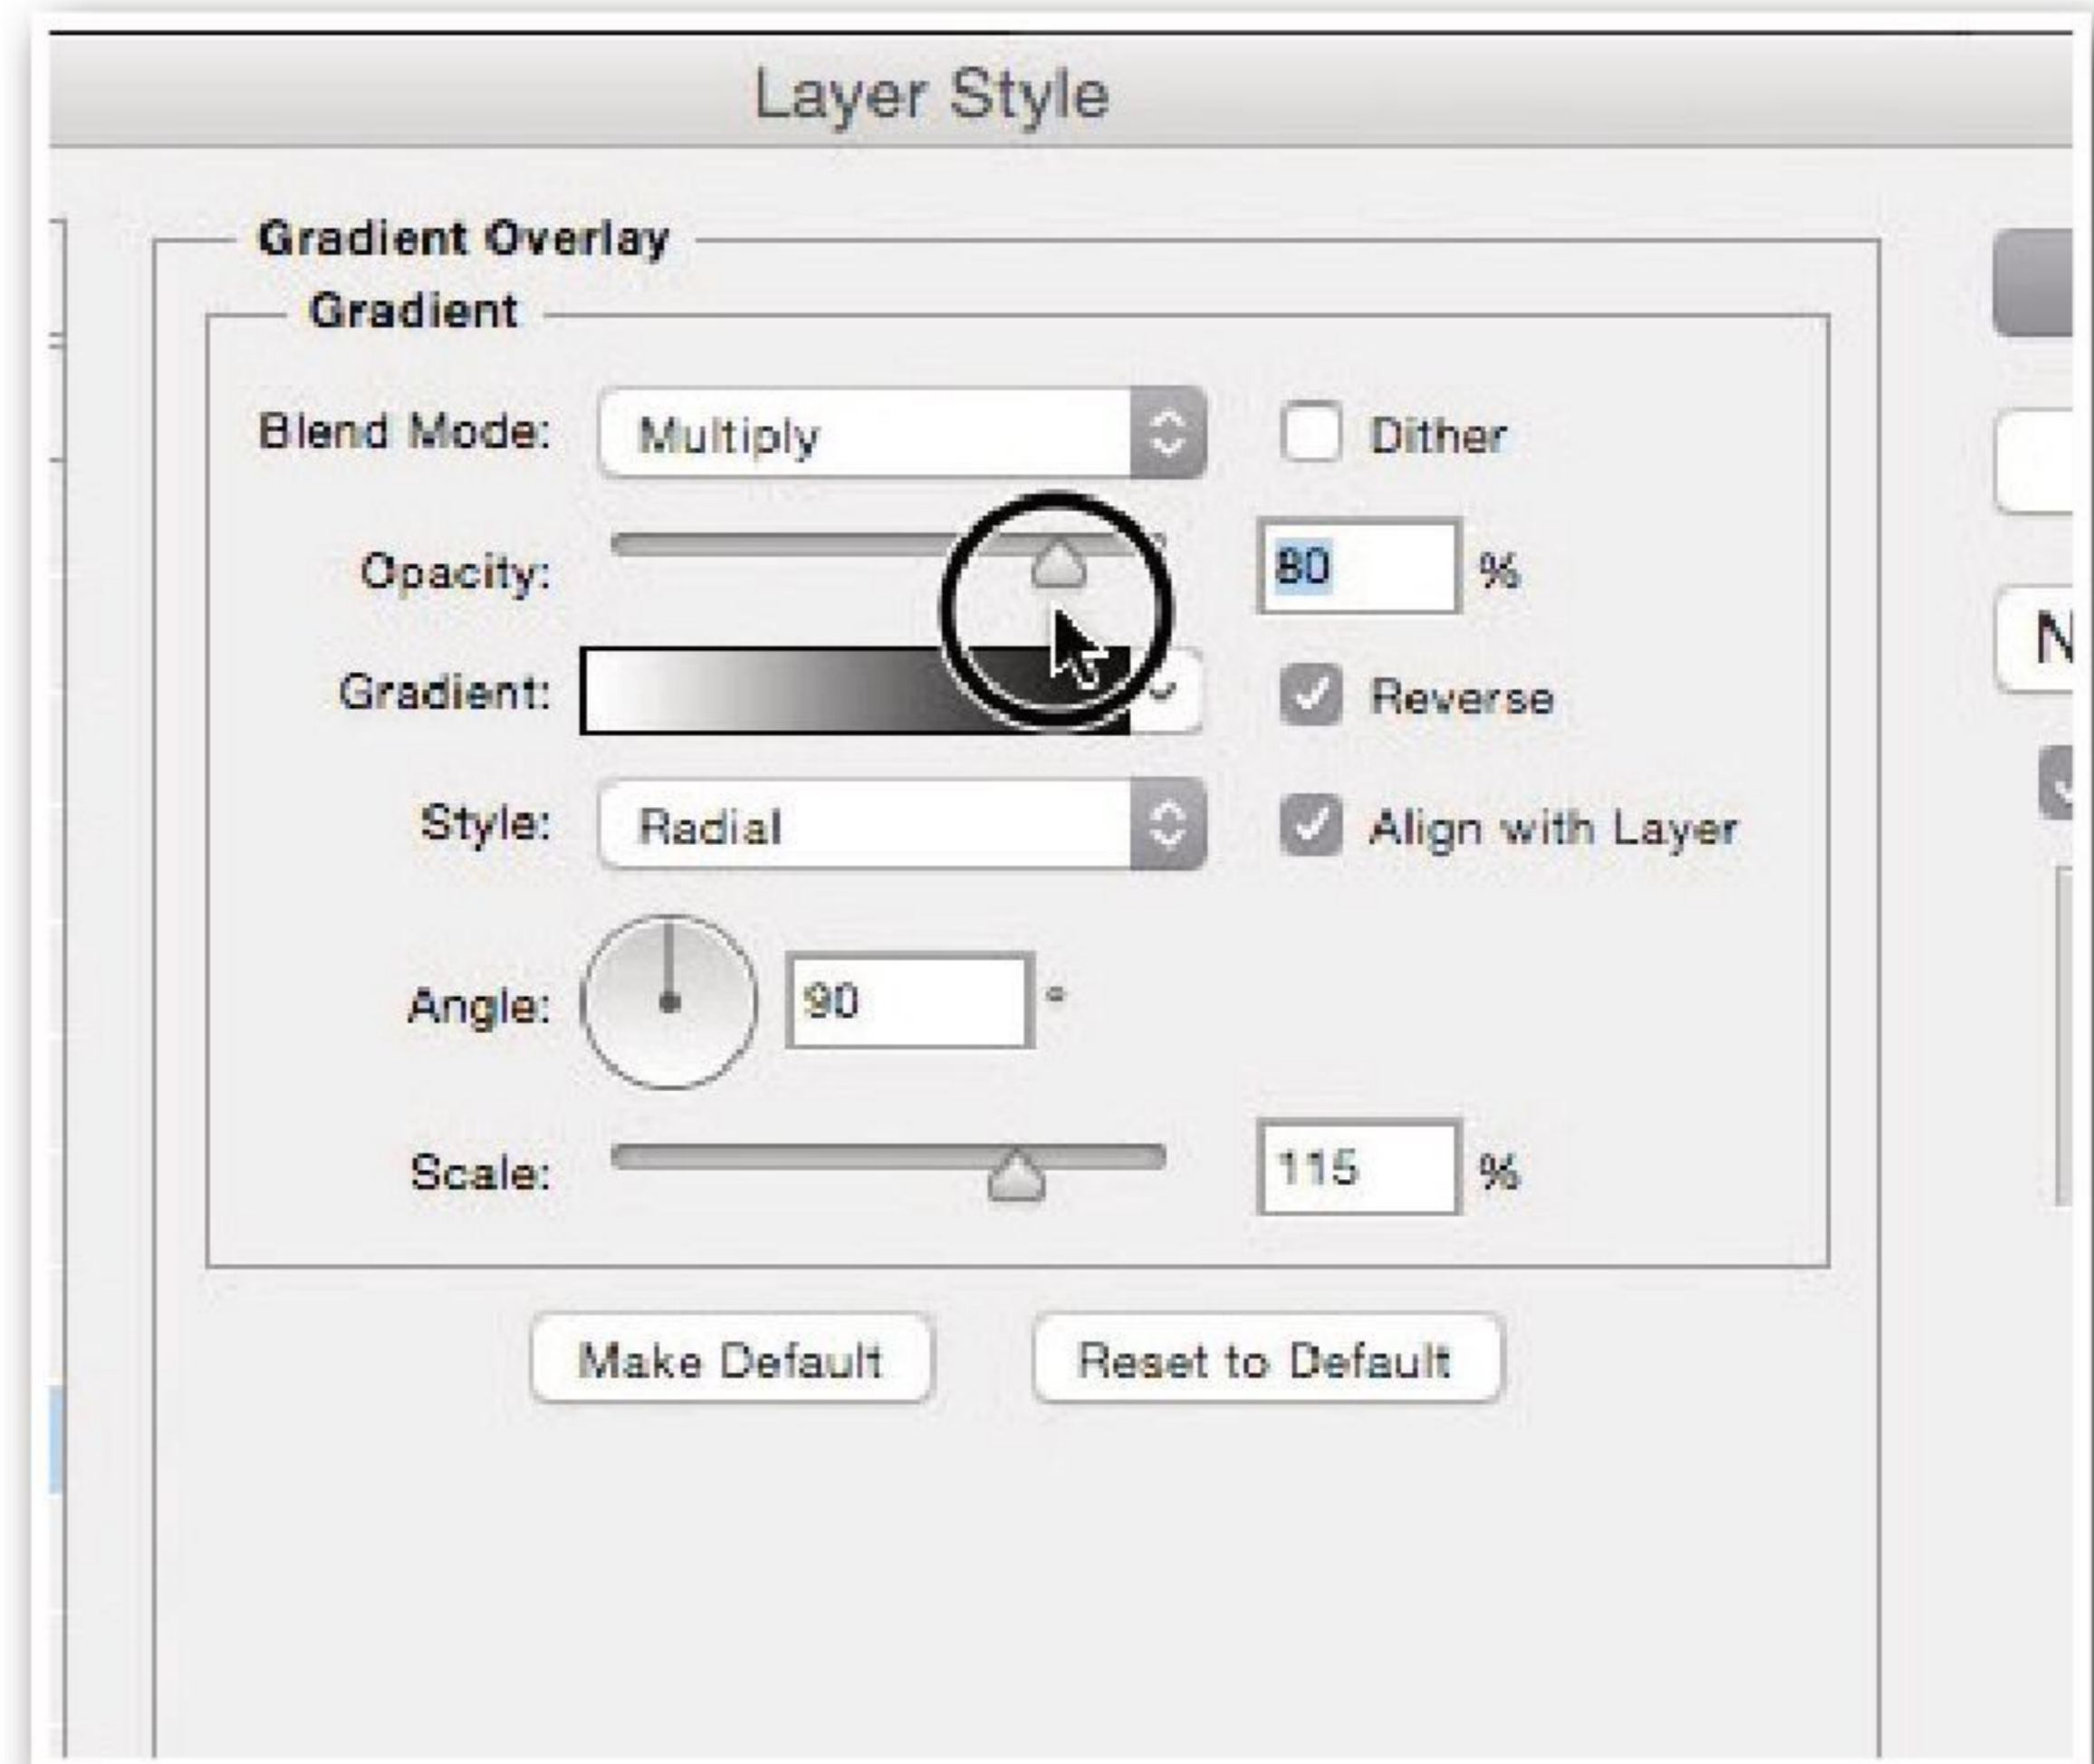 Layer Style
Gradient Overlay
Gradient
Blend Mode: Multiply Dither
Opacity: 80 %
Gradient: Reverse
Style: Radial Align with Layer
Angle: 90 °
Scale: 115 %
Make Default Reset to Default
N